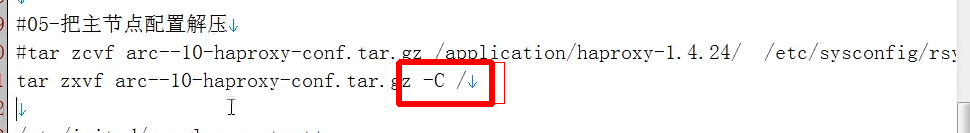 #05-把主节点配置解压↓
#tar zcvf arc--10-haproxy-conf.tar.gz /application/haproxy-1.4.24/  /etc/sysconfig/rsy
tar zxvf arc--10-haproxy-conf.tar.gz -C /↓
↓